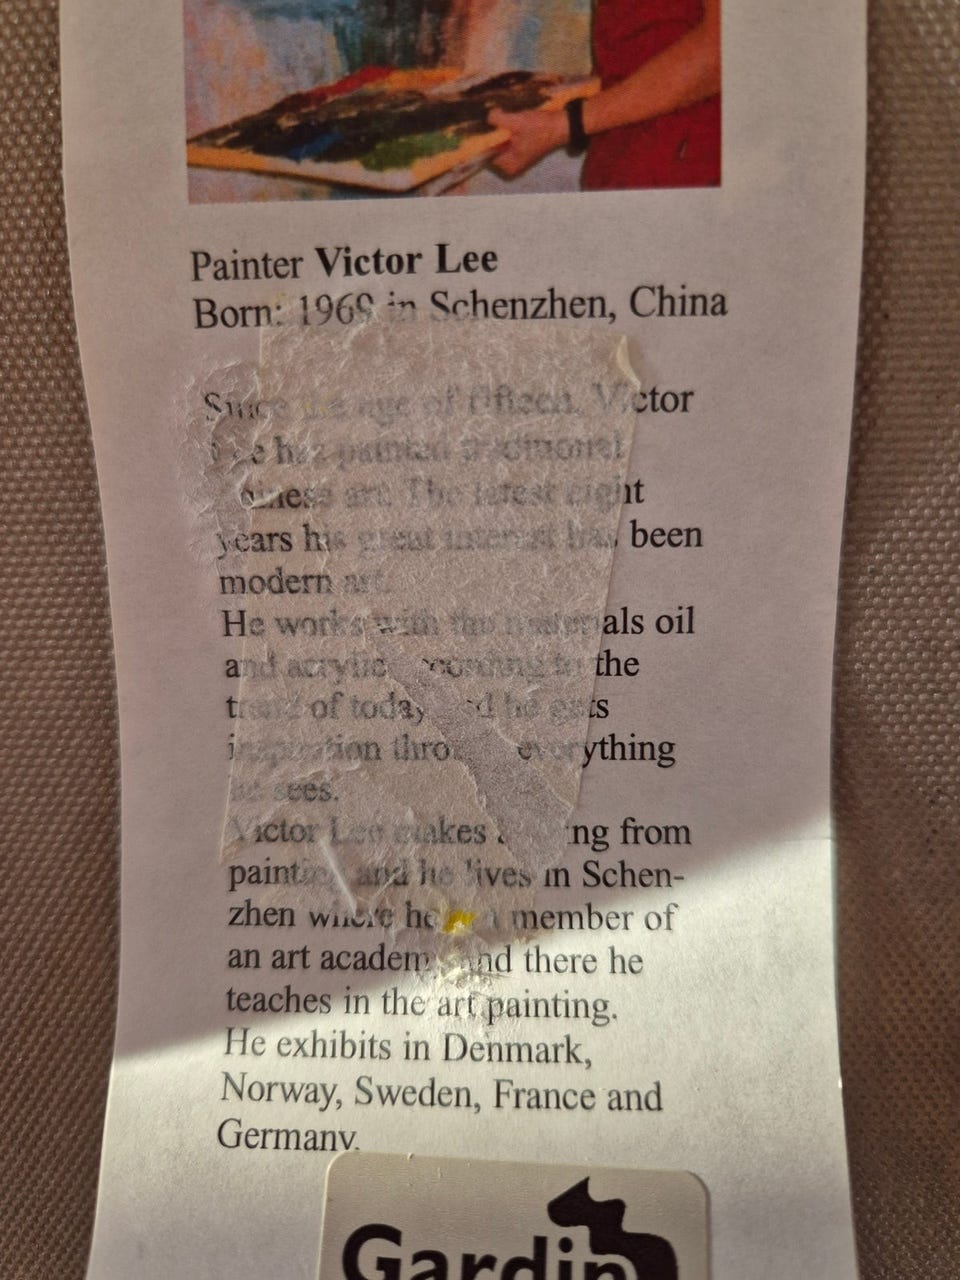 Painter Victor Lee
Born: 1969 in Schenzhen, China
Since the age of fifteen, Victor
Lee has painted traditional
Chinese art. The latest eight
years his great interest has been
modern art.
He works with the materials oil
and acrylic according to the
trend of today and he gets
inspiration through everything
he sees.
Victor Lee makes a living from
painting and he lives in Schen-
zhen where he is a member of
an art academy and there he
teaches in the art painting.
He exhibits in Denmark,
Norway, Sweden, France and
Germany.